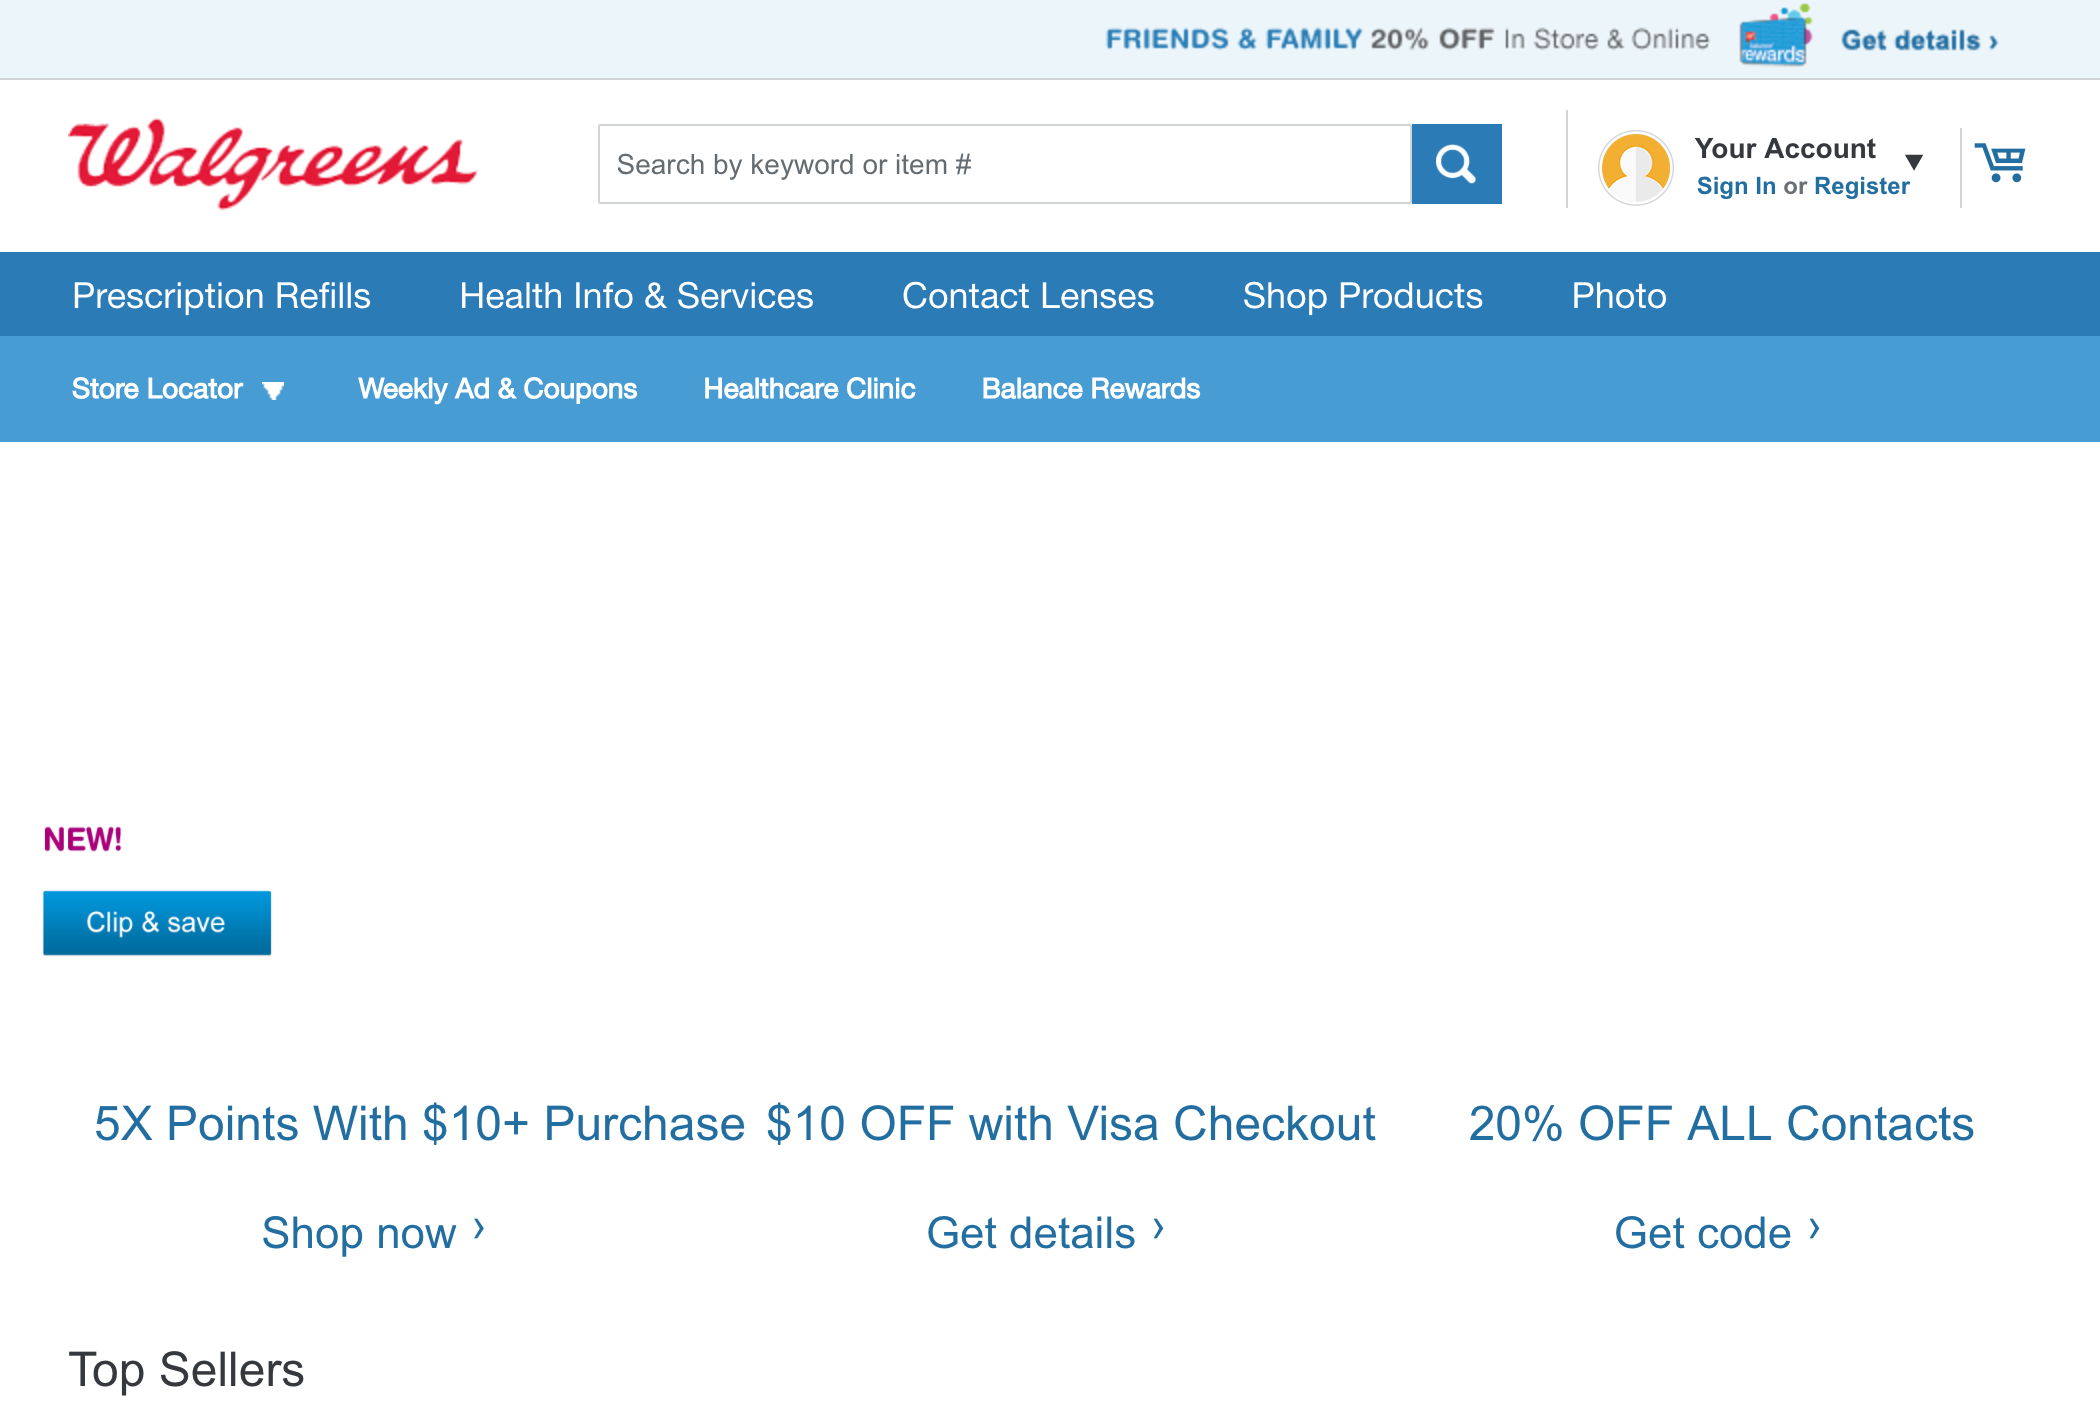 FRIENDS & FAMILY 20% OFF In Store & Online
rewards
Get details ›
Walgreens
Search by keyword or item #
Your Account
Sign In or Register
Prescription Refills
Health Info & Services
Contact Lenses
Shop Products
Photo
Store Locator
Weekly Ad & Coupons
Healthcare Clinic
Balance Rewards
NEW!
Clip & save
5X Points With $10+ Purchase
$10 OFF with Visa Checkout
20% OFF ALL Contacts
Shop now ›
Get details ›
Get code ›
Top Sellers